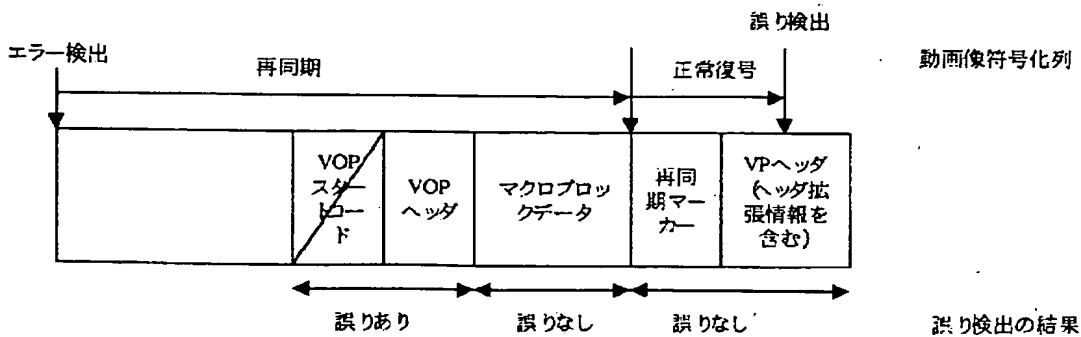 誤り検出
エラー検出
再同期
正常復号
動画像符号化列
VOP
スター
トコー
ド
VOP
ヘッダ
マクロブロッ
クデータ
再同
期マー
カー
VPヘッダ
(ヘッダ拡
張情報を
含む)
誤りあり
誤りなし
誤りなし
誤り検出の結果